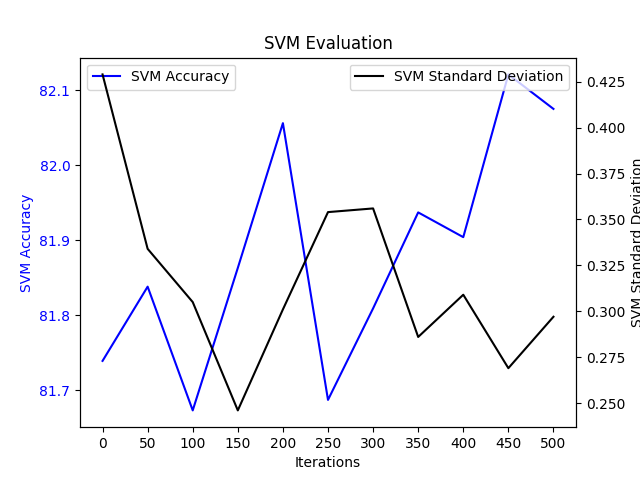 SVM Evaluation
SVM Accuracy
SVM Standard Deviation
82.1
82.0
81.9
81.8
81.7
SVM Accuracy
0.425
0.400
0.375
0.350
0.325
0.300
0.275
0.250
SVM Standard Deviation
0 50 100 150 200 250 300 350 400 450 500
Iterations